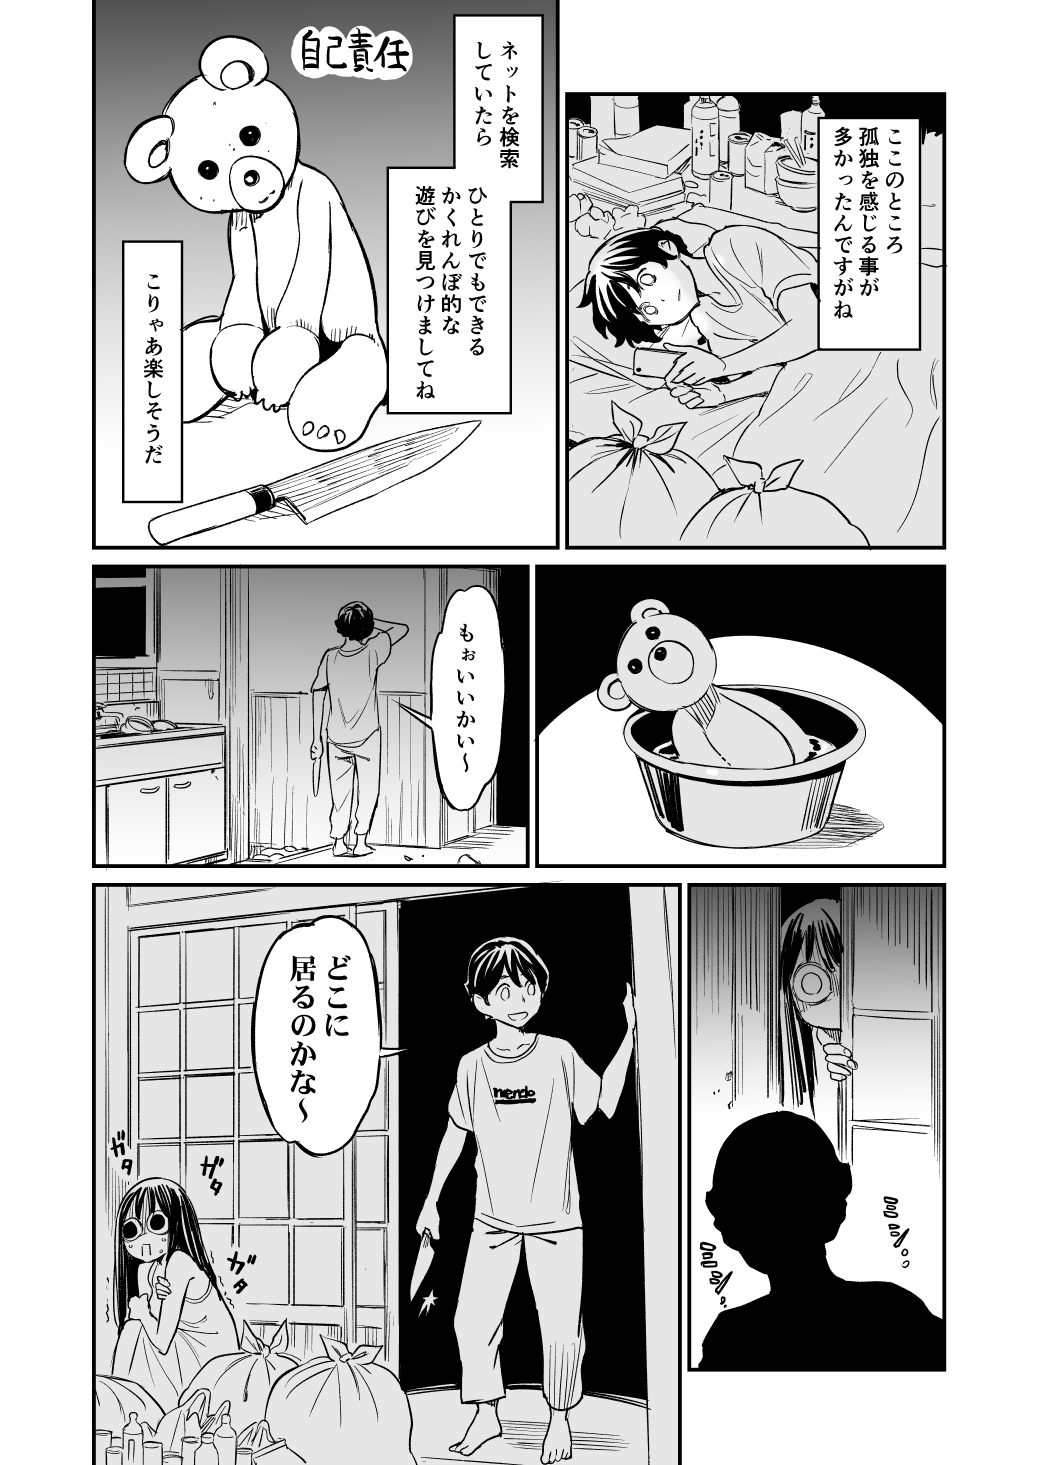 ここのところ
孤独を感じる事が
多かったんですがね
自己責任
ネットを検索
していたら
ひとりでもできる
かくれんぼ的な
遊びを見つけましてね
こりゃあ楽しそうだ
もぉいいかい～
どこに
居るのかな～
nendo
ガタ
ガタ
ガタ